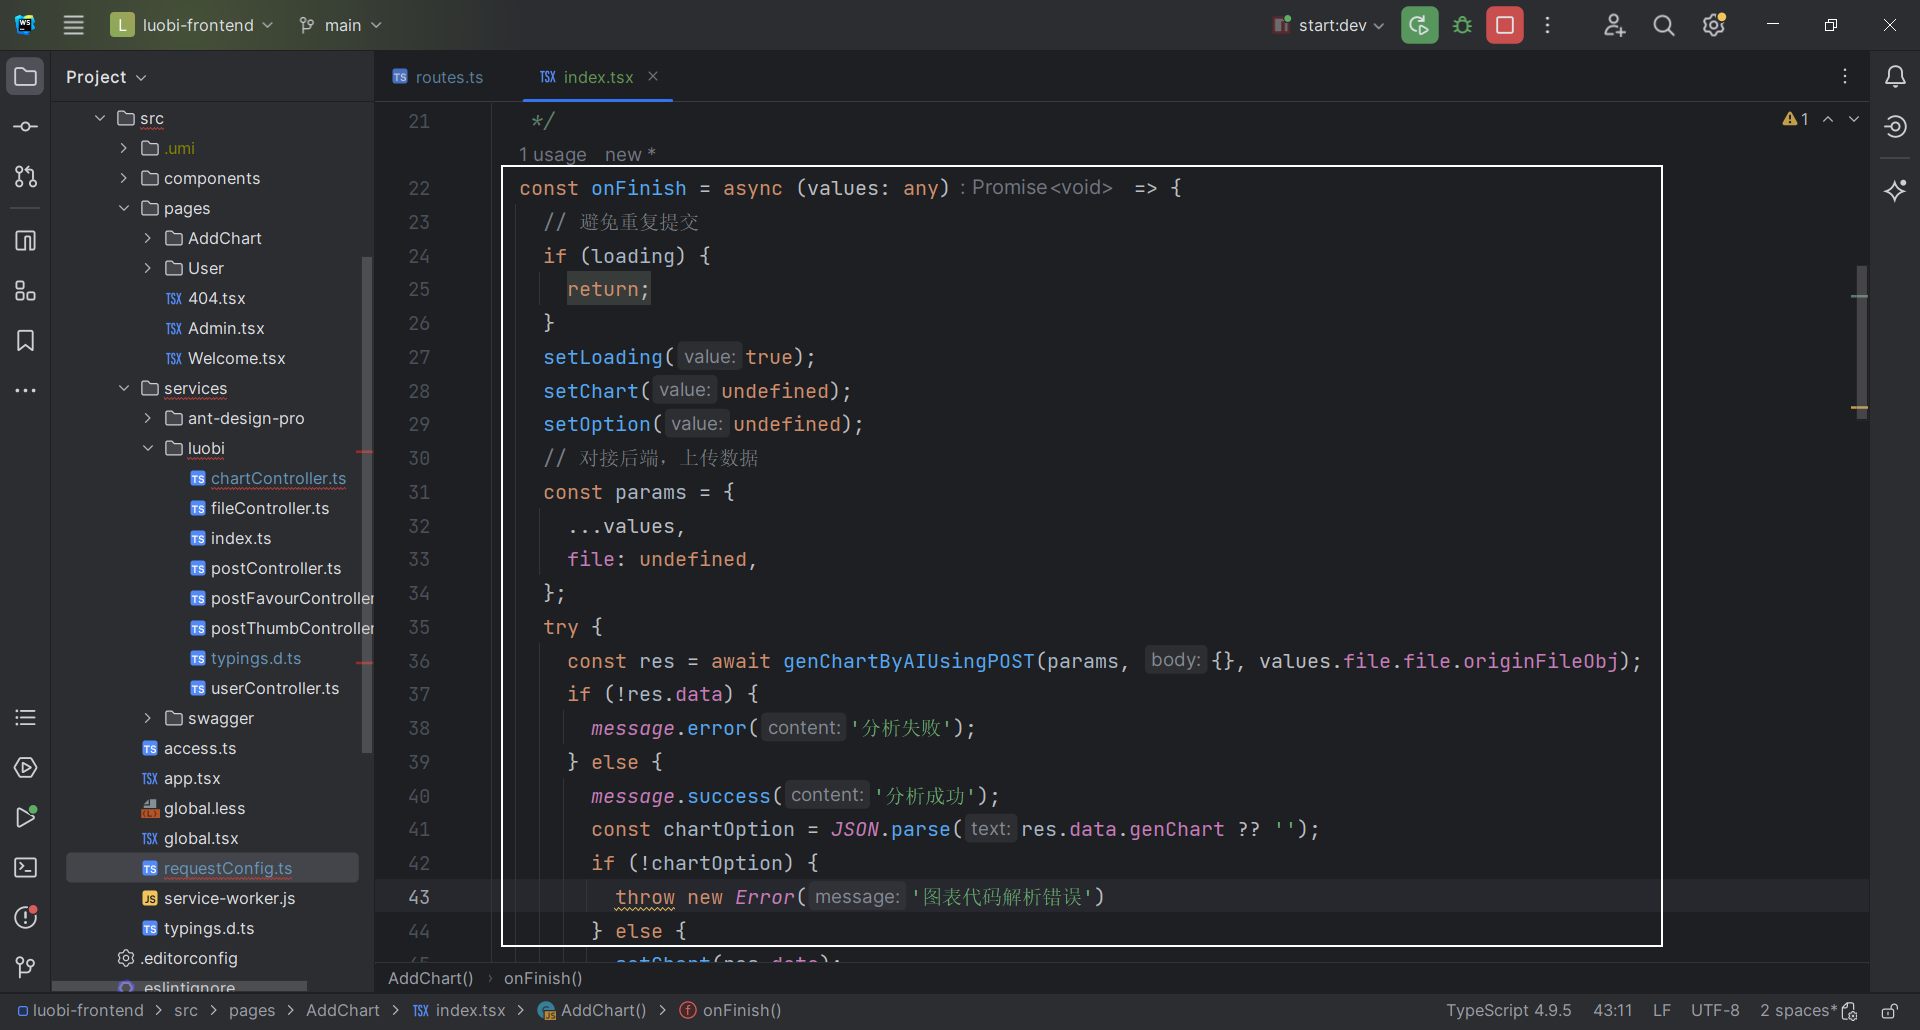 WS
L luobi-frontend main start:dev
Project
routes.ts
index.tsx
src
.umi
components
pages
AddChart
User
404.tsx
Admin.tsx
Welcome.tsx
services
ant-design-pro
luobi
chartController.ts
fileController.ts
index.ts
postController.ts
postFavourController
postThumbController
typings.d.ts
userController.ts
swagger
access.ts
app.tsx
global.less
global.tsx
requestConfig.ts
service-worker.js
typings.d.ts
.editorconfig
.eslintignore
1
21 */
1 usage new *
22 const onFinish = async (values: any) : Promise<void> => {
23 // 避免重复提交
24 if (loading) {
25 return;
26 }
27 setLoading( value: true);
28 setChart( value: undefined);
29 setOption( value: undefined);
30 // 对接后端，上传数据
31 const params = {
32 ...values,
33 file: undefined,
34 };
35 try {
36 const res = await genChartByAIUsingPOST(params, body: {}, values.file.file.originFileObj);
37 if (!res.data) {
38 message.error( content: '分析失败');
39 } else {
40 message.success( content: '分析成功');
41 const chartOption = JSON.parse( text: res.data.genChart ?? '');
42 if (!chartOption) {
43 throw new Error( message: '图表代码解析错误')
44 } else {
45 setChart(res.data);
AddChart() › onFinish()
luobi-frontend > src > pages > AddChart > TSX index.tsx > AddChart() > f onFinish()
TypeScript 4.9.5 43:11 LF UTF-8 2 spaces*